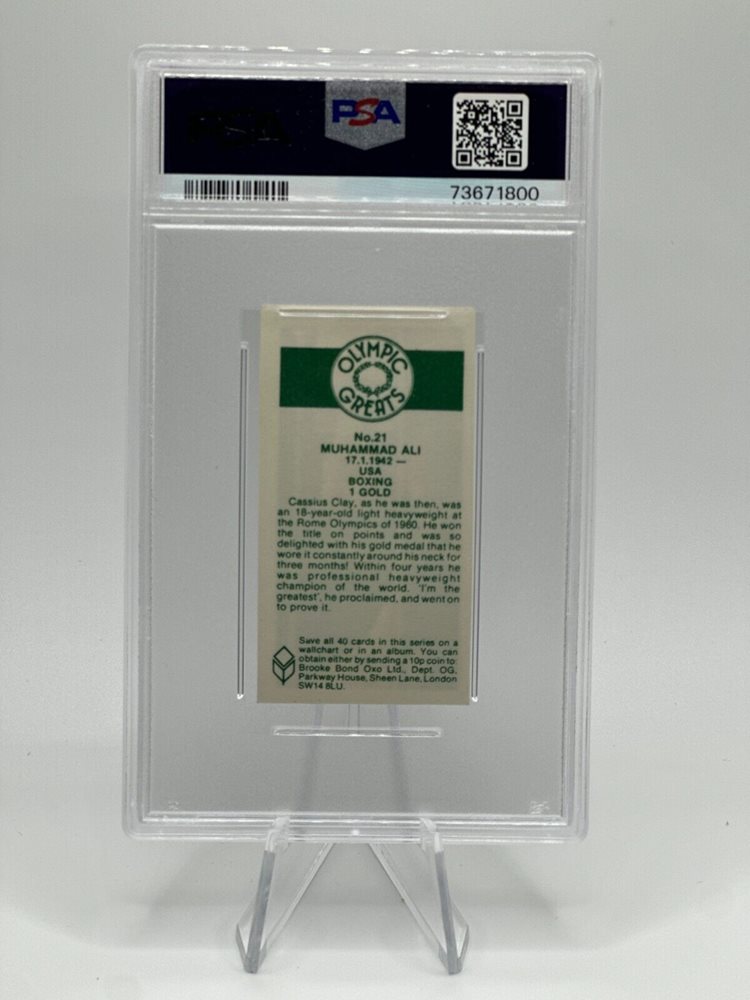 PSA
73671800
OLYMPIC
GREATS
No.21
MUHAMMAD ALI
17.1.1942 —
USA
BOXING
1 GOLD
Cassius Clay, as he was then, was
an 18-year-old light heavyweight at
the Rome Olympics of 1960. He won
the title on points and was so
delighted with his gold medal that he
wore it constantly around his neck for
three months! Within four years he
was professional heavyweight
champion of the world. 'I'm the
greatest', he proclaimed, and went on
to prove it.
Save all 40 cards in this series on a
wallchart or in an album. You can
obtain either by sending a 10p coin to:
Brooke Bond Oxo Ltd., Dept. OG,
Parkway House, Sheen Lane, London
SW14 8LU.